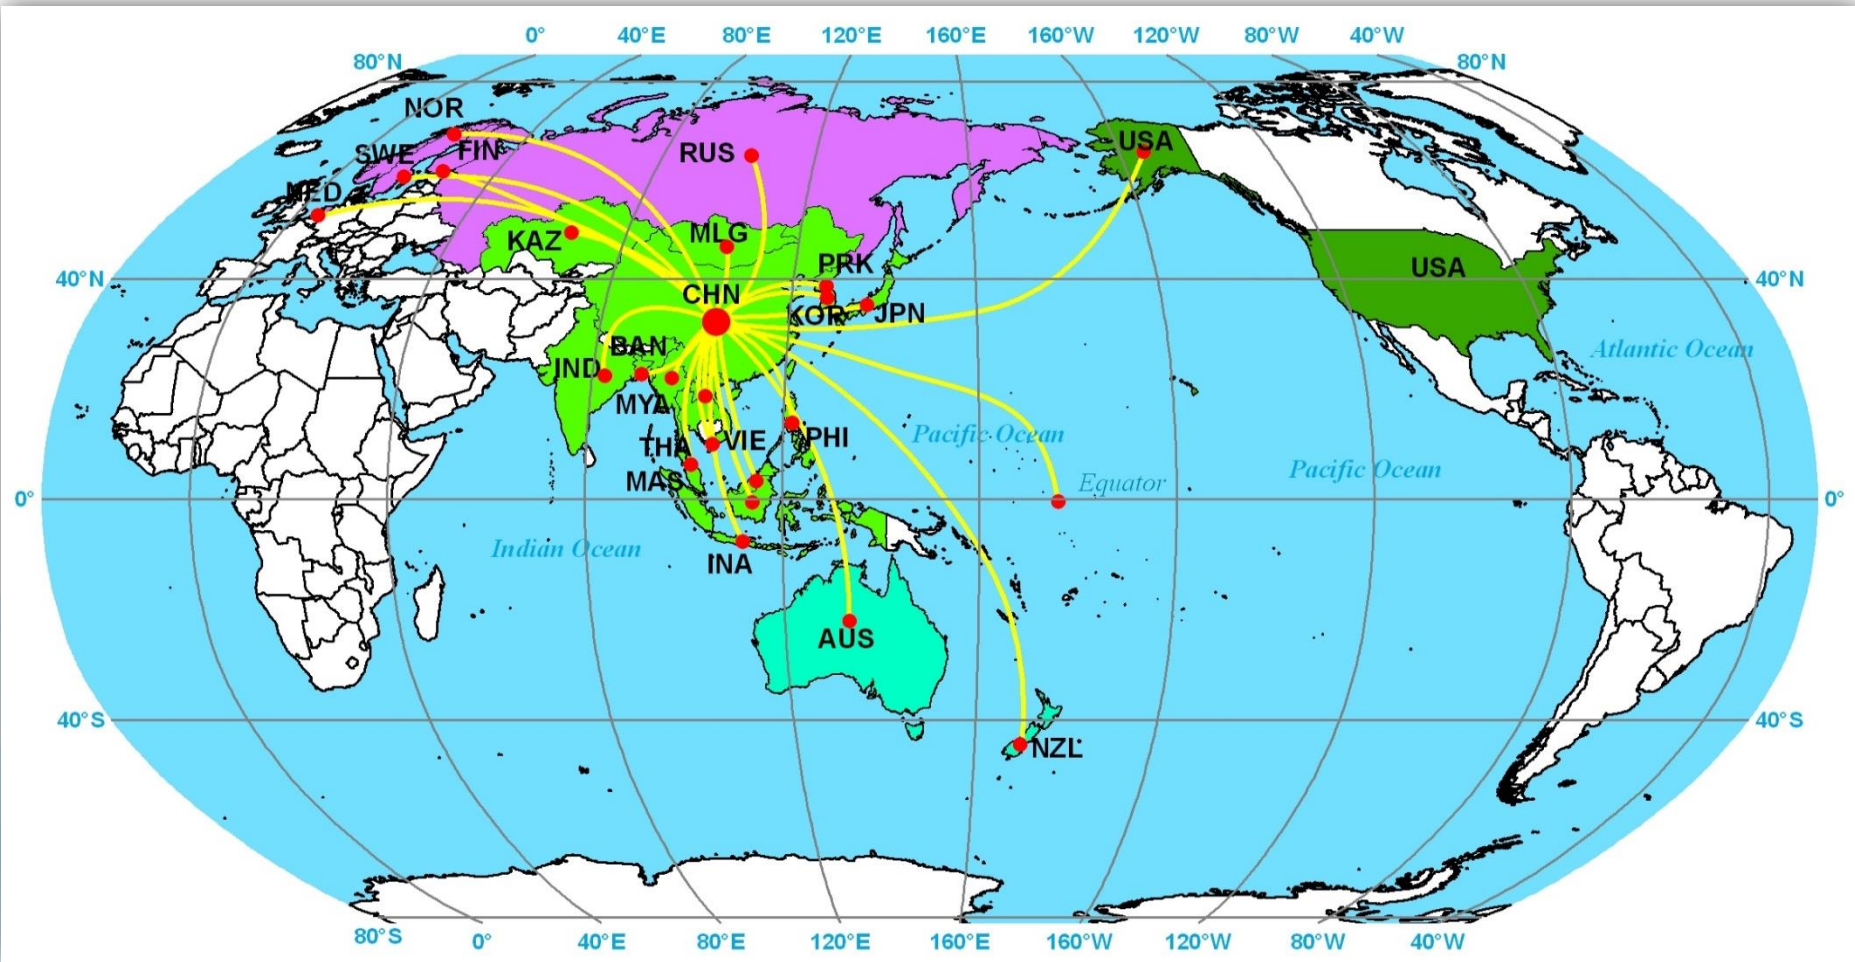 0° 40°E 80°E 120°E 160°E 160°W 120°W 80°W 40°W
80°N 80°N
NOR
USA
SWE FIN RUS
NED
KAZ MLG
PRK
40°N USA 40°N
CHN
KOR JPN
BAN Atlantic Ocean
IND
MYA
THA VIE PHI Pacific Ocean
MAS Equator Pacific Ocean
0° 0°
Indian Ocean
INA
AUS
40°S 40°S
NZL
80°S 0° 40°E 80°E 120°E 160°E 160°W 120°W 80°W 40°W